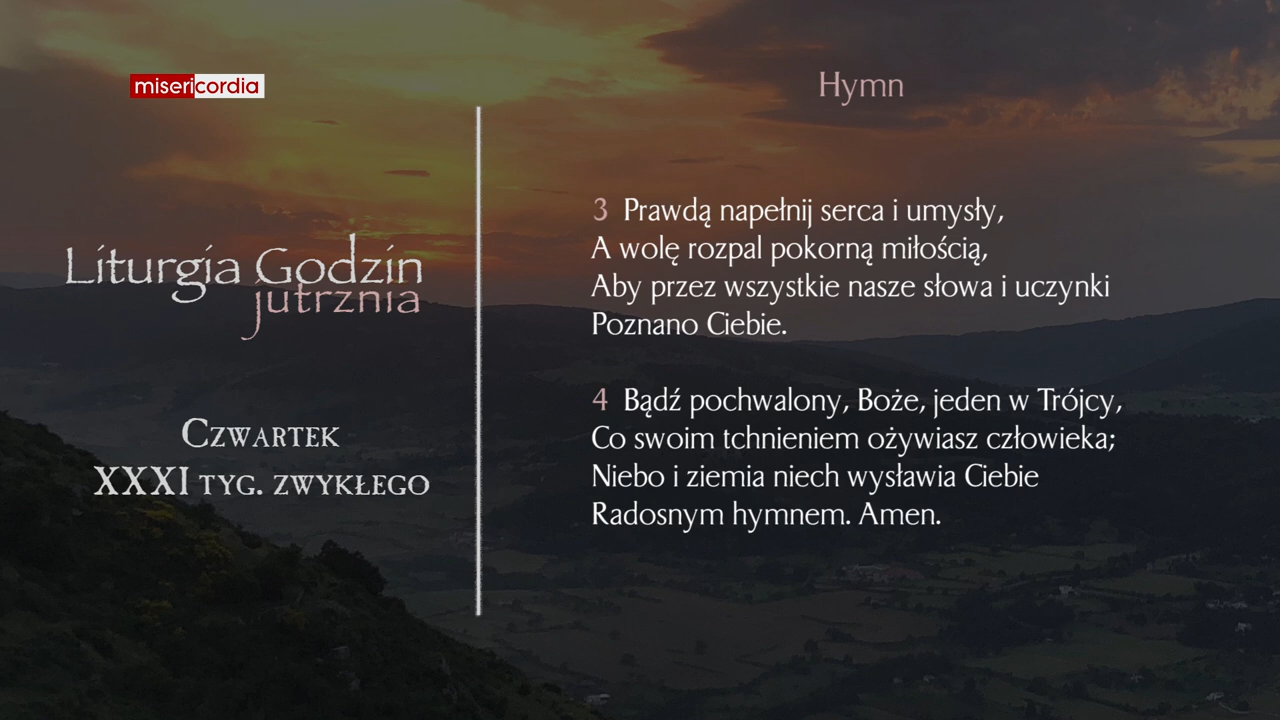 misericordia
Liturgia Godzin
jutrznia
Czwartek
XXXI tyg. zwykłego
Hymn
3 Prawdą napełnij serca i umysły,
A wolę rozpal pokorną miłością,
Aby przez wszystkie nasze słowa i uczynki
Poznano Ciebie.
4 Bądź pochwalony, Boże, jeden w Trójcy,
Co swoim tchnieniem ożywiasz człowieka;
Niebo i ziemia niech wysławia Ciebie
Radosnym hymnem. Amen.